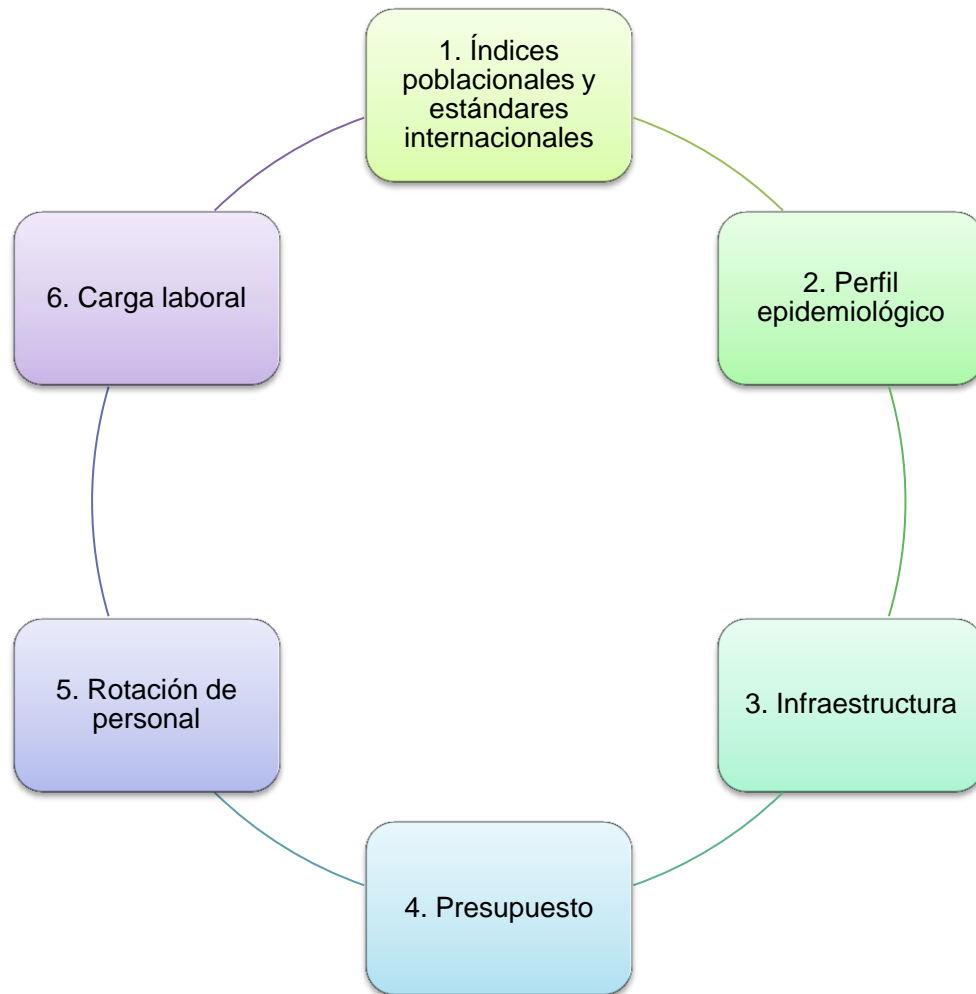 1. Índices
poblacionales y
estándares
internacionales
2. Perfil
epidemiológico
3. Infraestructura
4. Presupuesto
5. Rotación de
personal
6. Carga laboral